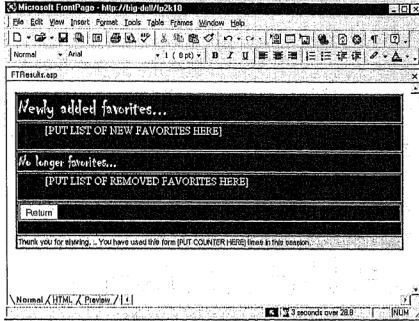 Microsoft FrontPage - http://big-dell/fp2k18
File Edit View Insert Format Tools Table Frames Window Help
Normal Arial 1 ( 8 pt) B I U
FTResults.asp
Newly added favorites...
[PUT LIST OF NEW FAVORITES HERE]
No longer favorites...
[PUT LIST OF REMOVED FAVORITES HERE]
Return
Thank you for sharing. .. You have used this form [PUT COUNTER HERE] times in this session.
Normal HTML Preview
3 seconds over 28.8 NUM